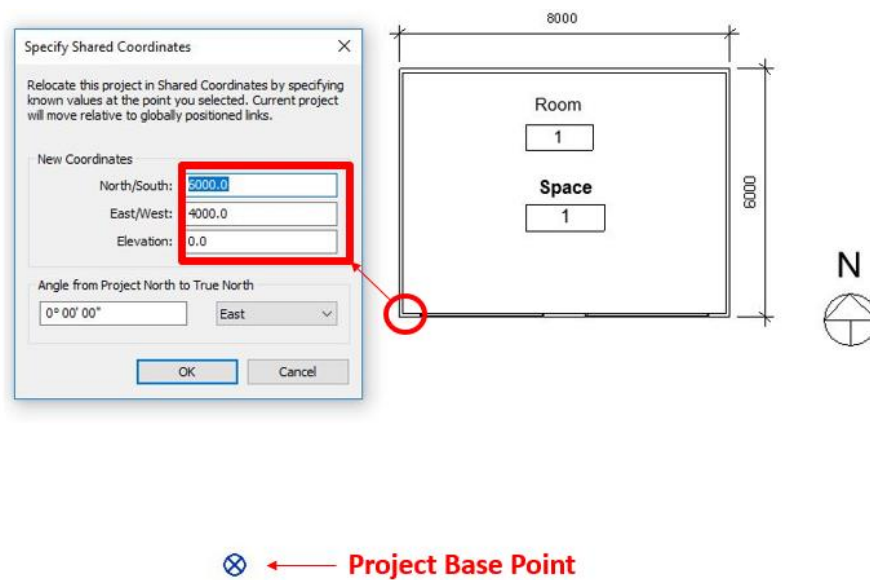 Specify Shared Coordinates
Relocate this project in Shared Coordinates by specifying
known values at the point you selected. Current project
will move relative to globally positioned links.
New Coordinates
North/South: 6000.0
East/West: 4000.0
Elevation: 0.0
Angle from Project North to True North
0° 00' 00"
East
OK
Cancel
8000
Room
1
Space
1
6000
N
Project Base Point